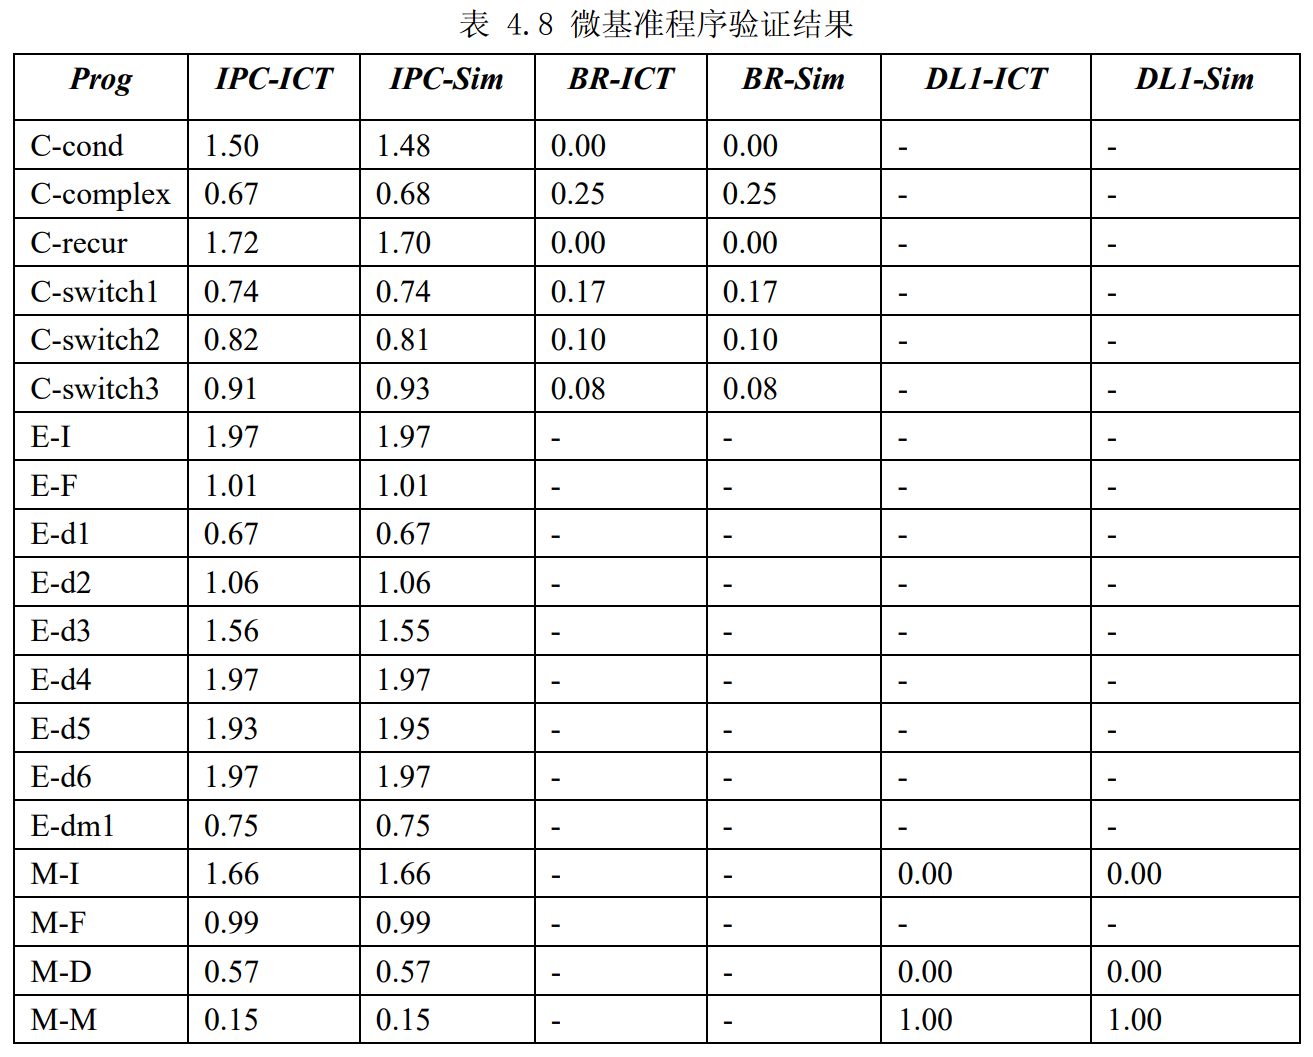 表 4.8 微基准程序验证结果
Prog IPC-ICT IPC-Sim BR-ICT BR-Sim DL1-ICT DL1-Sim
C-cond 1.50 1.48 0.00 0.00 - -
C-complex 0.67 0.68 0.25 0.25 - -
C-recur 1.72 1.70 0.00 0.00 - -
C-switch1 0.74 0.74 0.17 0.17 - -
C-switch2 0.82 0.81 0.10 0.10 - -
C-switch3 0.91 0.93 0.08 0.08 - -
E-I 1.97 1.97 - - - -
E-F 1.01 1.01 - - - -
E-d1 0.67 0.67 - - - -
E-d2 1.06 1.06 - - - -
E-d3 1.56 1.55 - - - -
E-d4 1.97 1.97 - - - -
E-d5 1.93 1.95 - - - -
E-d6 1.97 1.97 - - - -
E-dm1 0.75 0.75 - - - -
M-I 1.66 1.66 - - 0.00 0.00
M-F 0.99 0.99 - - - -
M-D 0.57 0.57 - - 0.00 0.00
M-M 0.15 0.15 - - 1.00 1.00